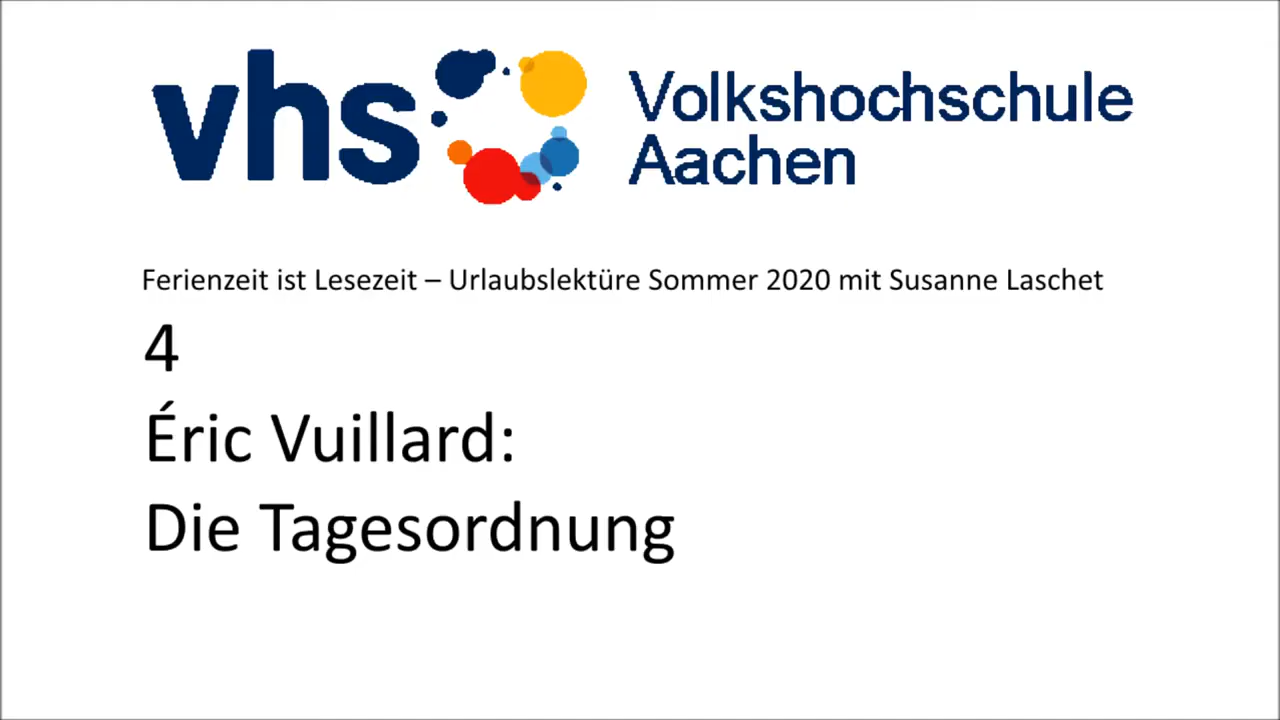 vhs
Volkshochschule
Aachen
Ferienzeit ist Lesezeit – Urlaubslektüre Sommer 2020 mit Susanne Laschet
4
Éric Vuillard:
Die Tagesordnung